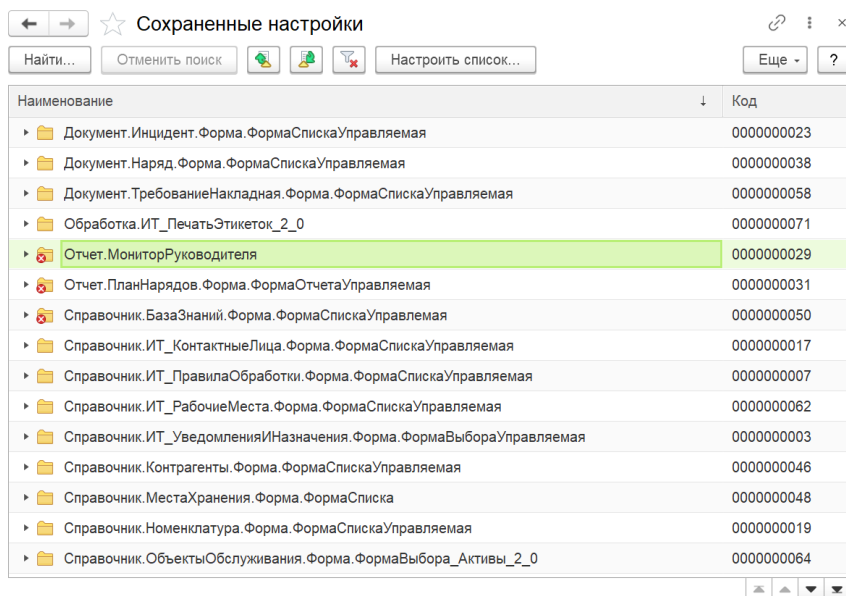 Сохраненные настройки
Найти... Отменить поиск Настроить список... Еще ?
Наименование Код
Документ.Инцидент.Форма.ФормаСпискаУправляемая 0000000023
Документ.Наряд.Форма.ФормаСпискаУправляемая 0000000038
Документ.ТребованиеНакладная.Форма.ФормаСпискаУправляемая 0000000058
Обработка.ИТ_ПечатьЭтикеток_2_0 0000000071
Отчет.МониторРуководителя 0000000029
Отчет.ПланНарядов.Форма.ФормаОтчетаУправляемая 0000000031
Справочник.БазаЗнаний.Форма.ФормаСпискаУправлемая 0000000050
Справочник.ИТ_КонтактныеЛица.Форма.ФормаСпискаУправляемая 0000000017
Справочник.ИТ_ПравилаОбработки.Форма.ФормаСпискаУправляемая 0000000007
Справочник.ИТ_РабочиеМеста.Форма.ФормаСпискаУправляемая 0000000062
Справочник.ИТ_УведомленияИНазначения.Форма.ФормаВыбораУправляемая 0000000003
Справочник.Контрагенты.Форма.ФормаСпискаУправляемая 0000000046
Справочник.МестаХранения.Форма.ФормаСписка 0000000048
Справочник.Номенклатура.Форма.ФормаСпискаУправляемая 0000000019
Справочник.ОбъектыОбслуживания.Форма.ФормаВыбора_Активы_2_0 0000000064